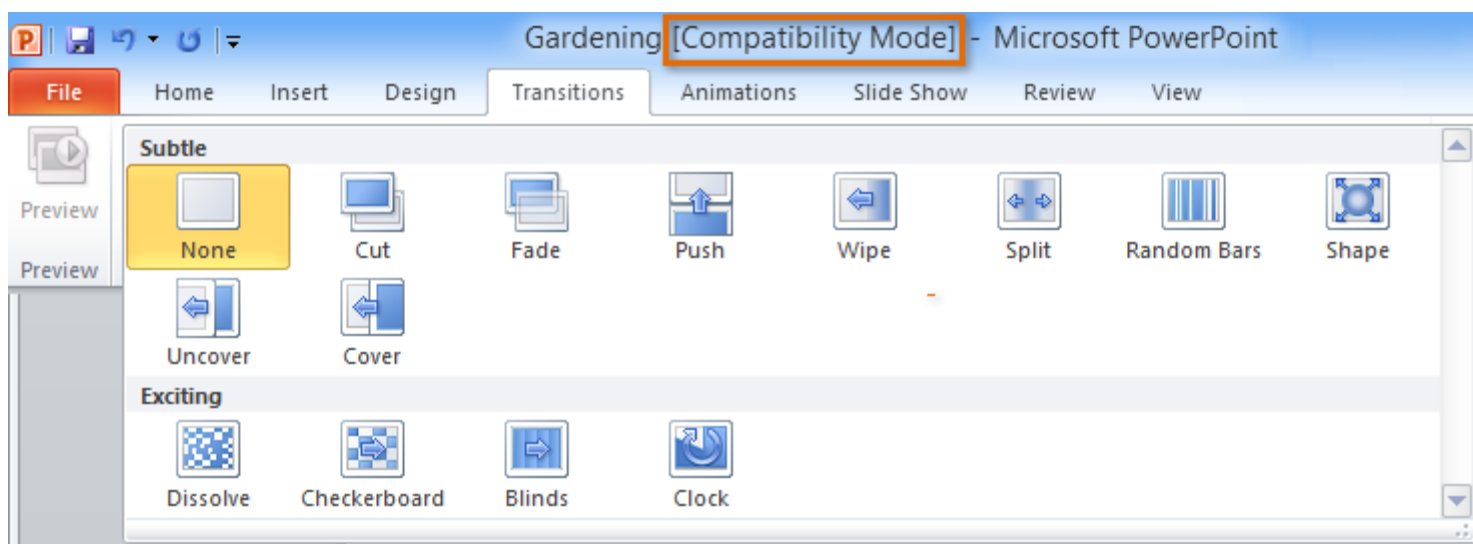 P
Gardening [Compatibility Mode] - Microsoft PowerPoint
File Home Insert Design Transitions Animations Slide Show Review View
Subtle
Preview
None Cut Fade Push Wipe Split Random Bars Shape
Preview
Uncover Cover
Exciting
Dissolve Checkerboard Blinds Clock